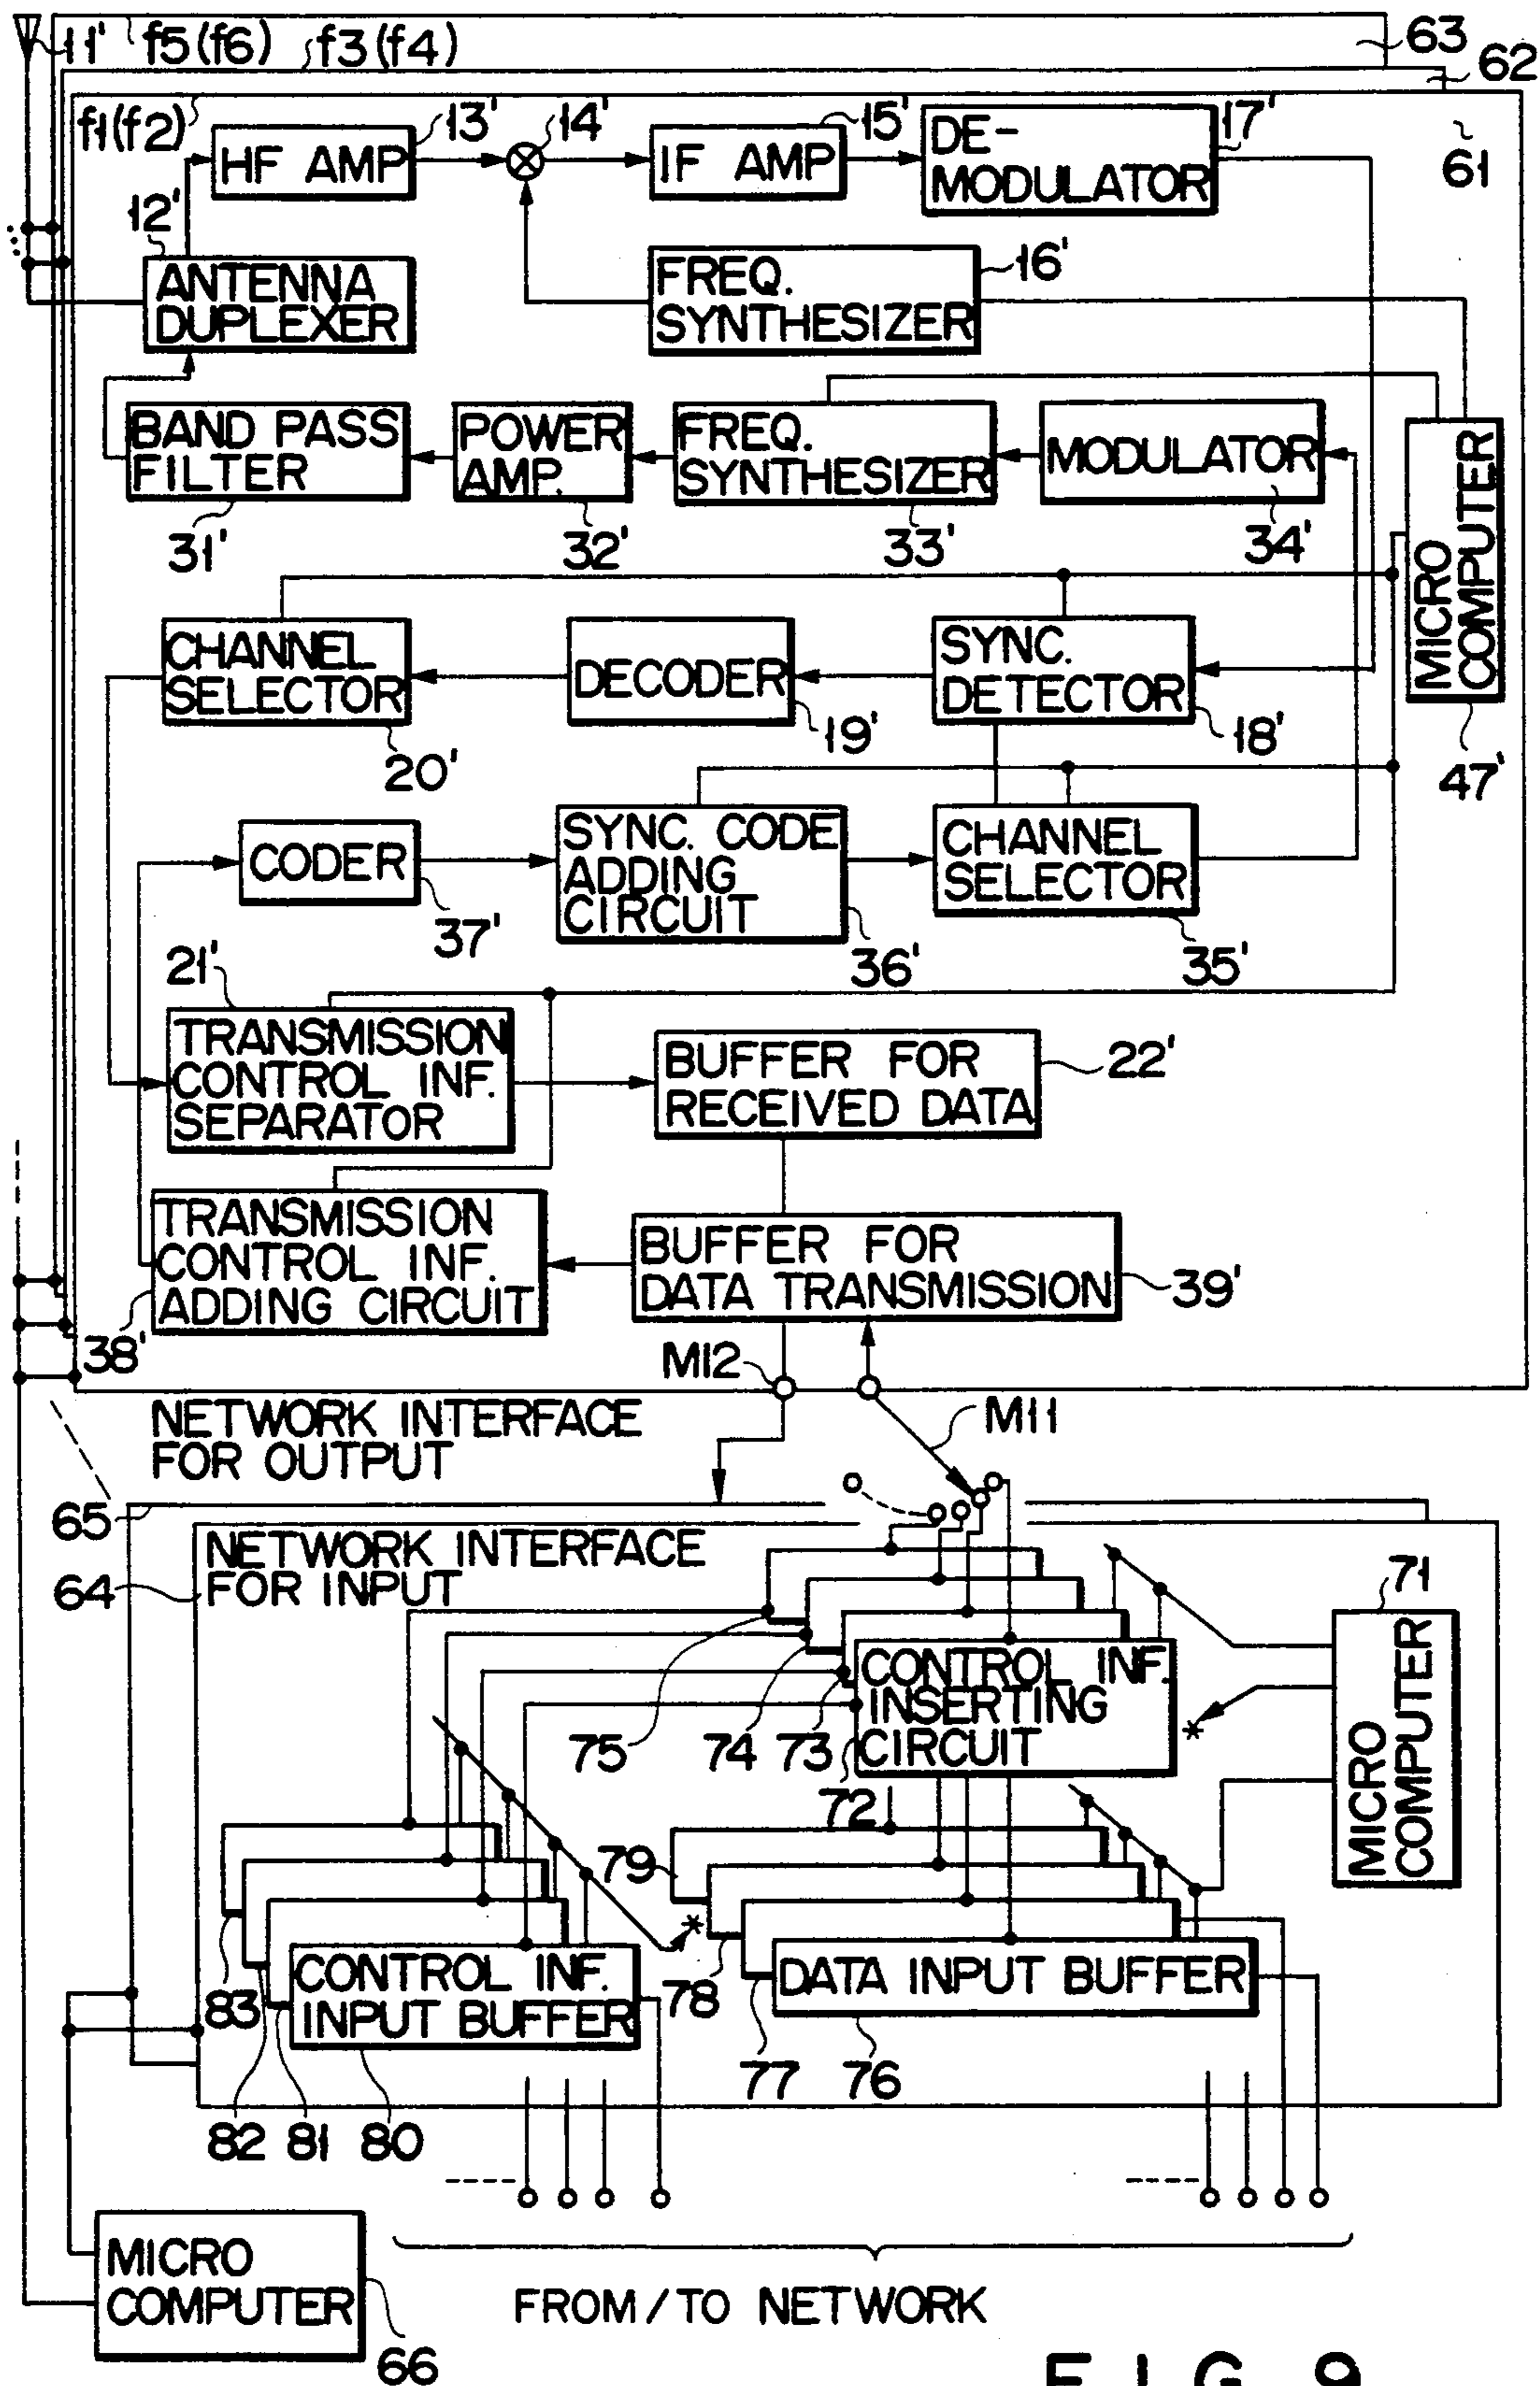 11'
f5(f6)
f3(f4)
63
62
f1(f2)
61
HF AMP
13'
14'
IF AMP
15'
DE-
MODULATOR
17'
12'
ANTENNA
DUPLEXER
FREQ.
SYNTHESIZER
16'
BAND PASS
FILTER
31'
POWER
AMP.
32'
FREQ.
SYNTHESIZER
33'
MODULATOR
34'
MICRO
COMPUTER
47'
CHANNEL
SELECTOR
20'
DECODER
19'
SYNC.
DETECTOR
18'
CODER
37'
SYNC. CODE
ADDING
CIRCUIT
36'
CHANNEL
SELECTOR
35'
21'
TRANSMISSION
CONTROL INF.
SEPARATOR
BUFFER FOR
RECEIVED DATA
22'
TRANSMISSION
CONTROL INF.
ADDING CIRCUIT
38'
BUFFER FOR
DATA TRANSMISSION
39'
M12
M11
NETWORK INTERFACE
FOR OUTPUT
65
NETWORK INTERFACE
FOR INPUT
64
71
MICRO
COMPUTER
CONTROL INF.
INSERTING
CIRCUIT
*
75
74
73
72
79
*
78
DATA INPUT BUFFER
77
76
83
CONTROL INF.
INPUT BUFFER
82
81
80
MICRO
COMPUTER
66
FROM/TO NETWORK
FIG. 9